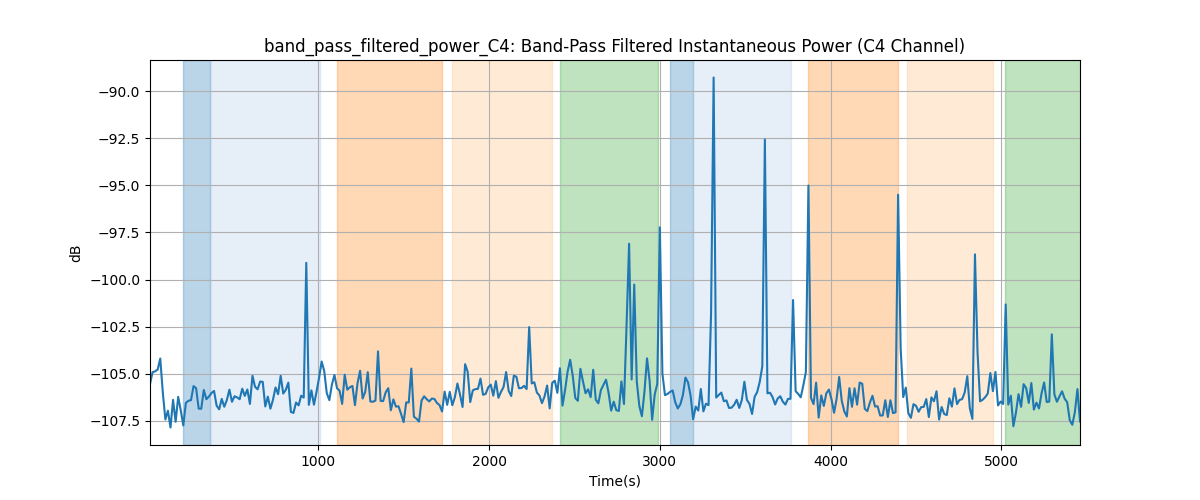 band_pass_filtered_power_C4: Band-Pass Filtered Instantaneous Power (C4 Channel)
dB
−90.0
−92.5
−95.0
−97.5
−100.0
−102.5
−105.0
−107.5
1000 2000 3000 4000 5000
Time(s)